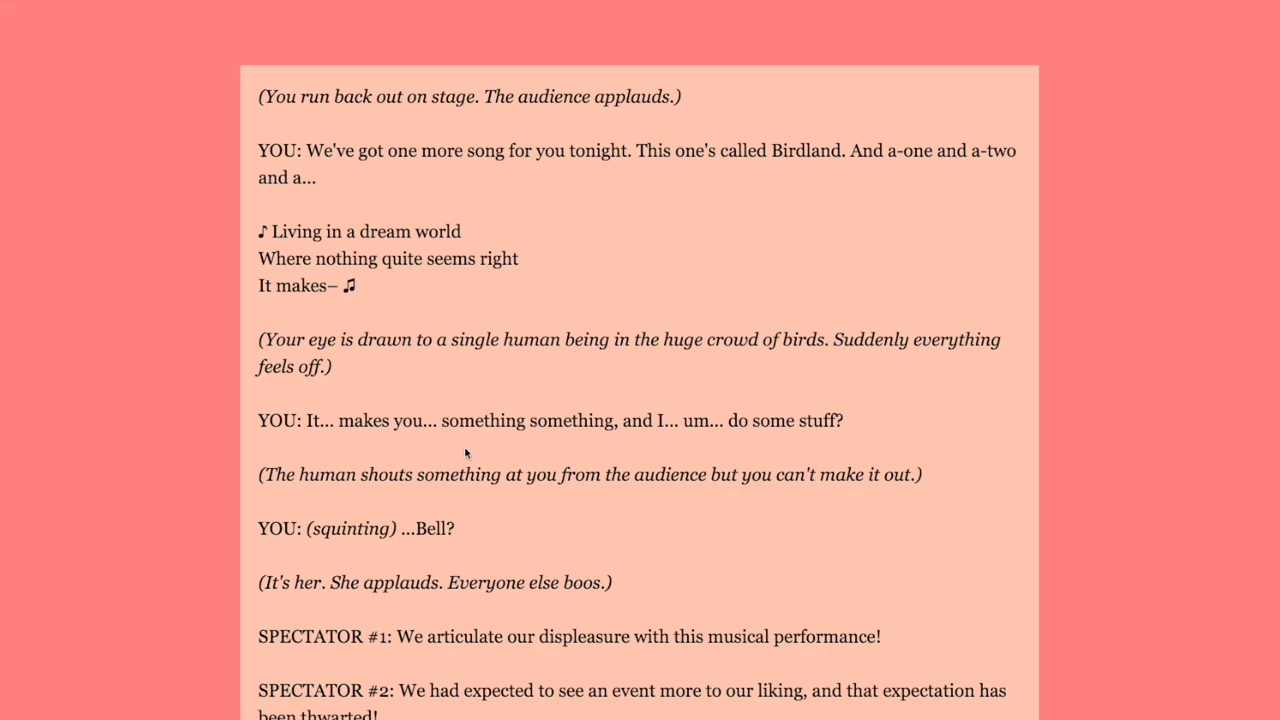 (You run back out on stage. The audience applauds.)
YOU: We've got one more song for you tonight. This one's called Birdland. And a-one and a-two
and a...
♪ Living in a dream world
Where nothing quite seems right
It makes– ♫
(Your eye is drawn to a single human being in the huge crowd of birds. Suddenly everything
feels off.)
YOU: It... makes you... something something, and I... um... do some stuff?
(The human shouts something at you from the audience but you can't make it out.)
YOU: (squinting) ...Bell?
(It's her. She applauds. Everyone else boos.)
SPECTATOR #1: We articulate our displeasure with this musical performance!
SPECTATOR #2: We had expected to see an event more to our liking, and that expectation has
been thwarted!